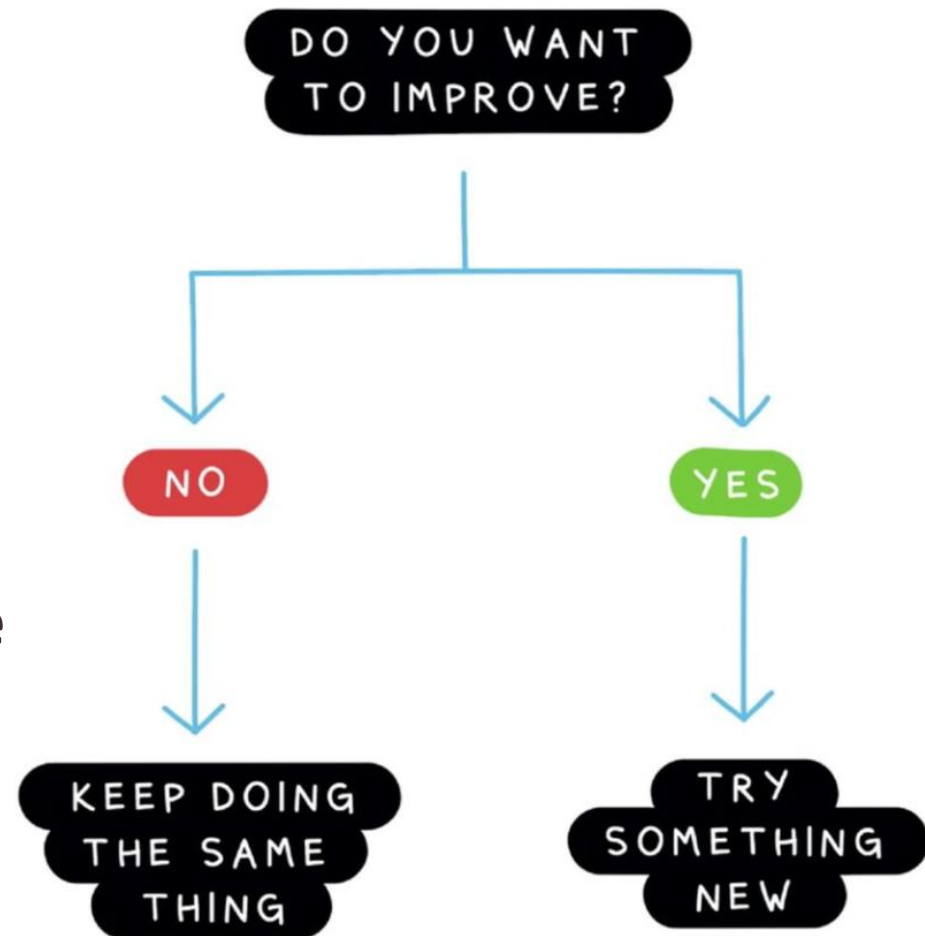 DO YOU WANT
TO IMPROVE?
NO
YES
KEEP DOING
THE SAME
THING
TRY
SOMETHING
NEW